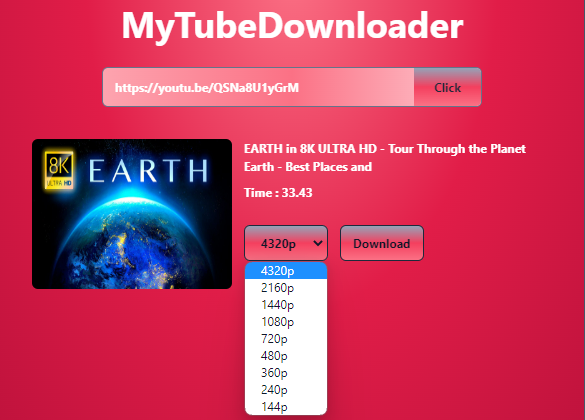 MyTubeDownloader
https://youtu.be/QSNa8U1yGrM
Click
8K
ULTRA HD
EARTH
EARTH in 8K ULTRA HD - Tour Through the Planet
Earth - Best Places and
Time : 33.43
4320p
Download
4320p
2160p
1440p
1080p
720p
480p
360p
240p
144p